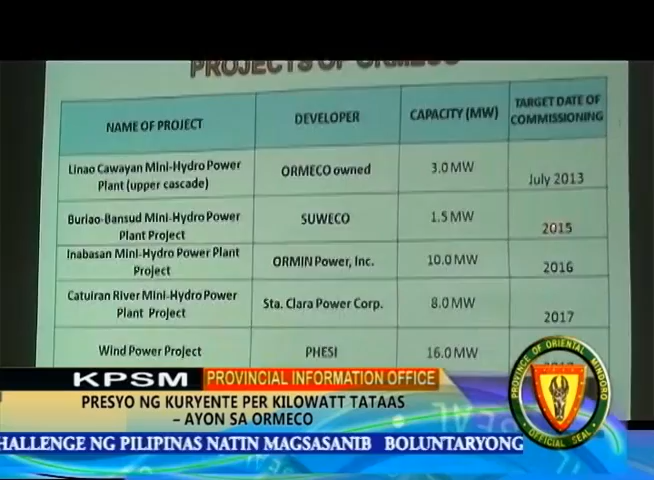 PROJECTS OF ORMECO
NAME OF PROJECT DEVELOPER CAPACITY (MW) TARGET DATE OF COMMISSIONING
Linao Cawayan Mini-Hydro Power Plant (upper cascade) ORMECO owned 3.0 MW July 2013
Burlao-Bansud Mini-Hydro Power Plant Project SUWECO 1.5 MW 2015
Inabasan Mini-Hydro Power Plant Project ORMIN Power, Inc. 10.0 MW 2016
Catuiran River Mini-Hydro Power Plant Project Sta. Clara Power Corp. 8.0 MW 2017
Wind Power Project PHESI 16.0 MW
KPSM PROVINCIAL INFORMATION OFFICE
PRESYO NG KURYENTE PER KILOWATT TATAAS
– AYON SA ORMECO
HALLENGE NG PILIPINAS NATIN MAGSASANIB BOLUNTARYONG
PROVINCE OF ORIENTAL MINDORO
OFFICIAL SEAL